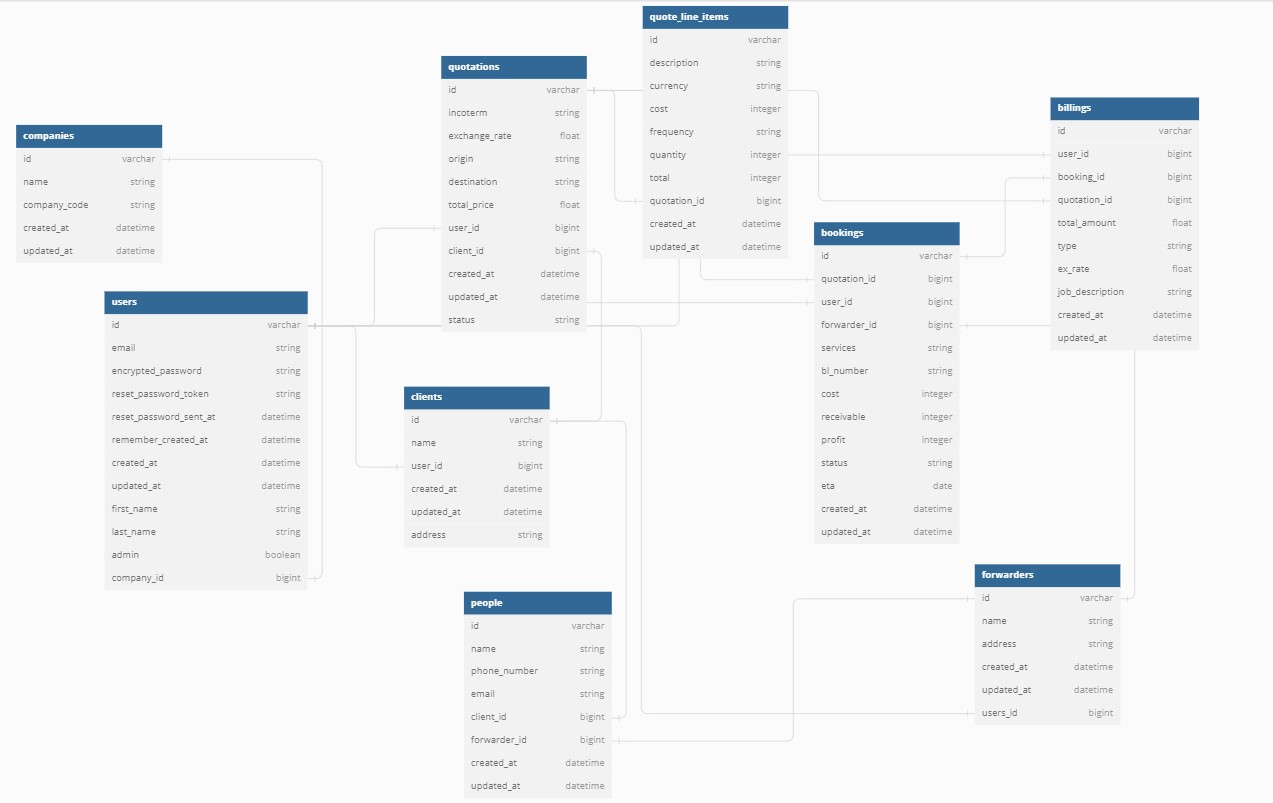 quote_line_items
id varchar
description string
currency string
cost integer
frequency string
quantity integer
total integer
quotation_id bigint
created_at datetime
updated_at datetime
quotations
id varchar
incoterm string
exchange_rate float
origin string
destination string
total_price float
user_id bigint
client_id bigint
created_at datetime
updated_at datetime
status string
billings
id varchar
user_id bigint
booking_id bigint
quotation_id bigint
total_amount float
type string
ex_rate float
job_description string
created_at datetime
updated_at datetime
companies
id varchar
name string
company_code string
created_at datetime
updated_at datetime
bookings
id varchar
quotation_id bigint
user_id bigint
forwarder_id bigint
services string
bl_number string
cost integer
receivable integer
profit integer
status string
eta date
created_at datetime
updated_at datetime
users
id varchar
email string
encrypted_password string
reset_password_token string
reset_password_sent_at datetime
remember_created_at datetime
created_at datetime
updated_at datetime
first_name string
last_name string
admin boolean
company_id bigint
clients
id varchar
name string
user_id bigint
created_at datetime
updated_at datetime
address string
forwarders
id varchar
name string
address string
created_at datetime
updated_at datetime
users_id bigint
people
id varchar
name string
phone_number string
email string
client_id bigint
forwarder_id bigint
created_at datetime
updated_at datetime